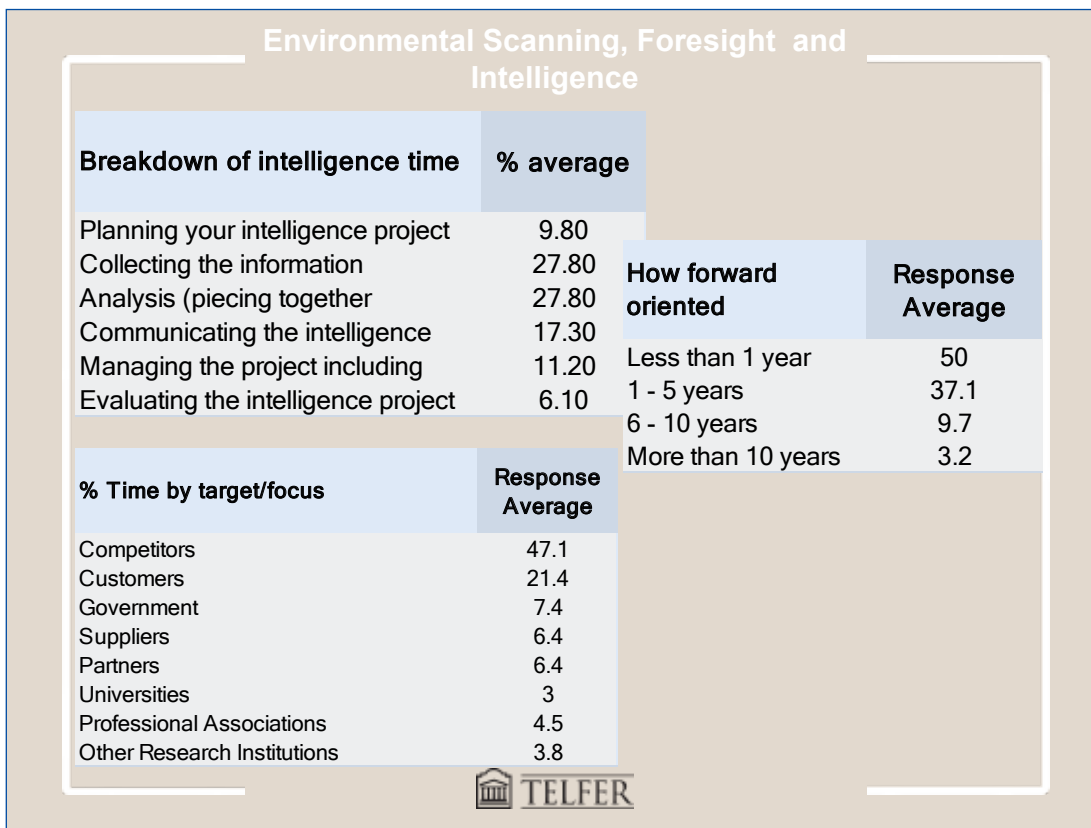 Environmental Scanning, Foresight and
Intelligence
Breakdown of intelligence time % average
Planning your intelligence project 9.80
Collecting the information 27.80
Analysis (piecing together 27.80
Communicating the intelligence 17.30
Managing the project including 11.20
Evaluating the intelligence project 6.10
How forward
oriented
Response
Average
Less than 1 year 50
1 - 5 years 37.1
6 - 10 years 9.7
More than 10 years 3.2
% Time by target/focus
Response
Average
Competitors 47.1
Customers 21.4
Government 7.4
Suppliers 6.4
Partners 6.4
Universities 3
Professional Associations 4.5
Other Research Institutions 3.8
TELFER